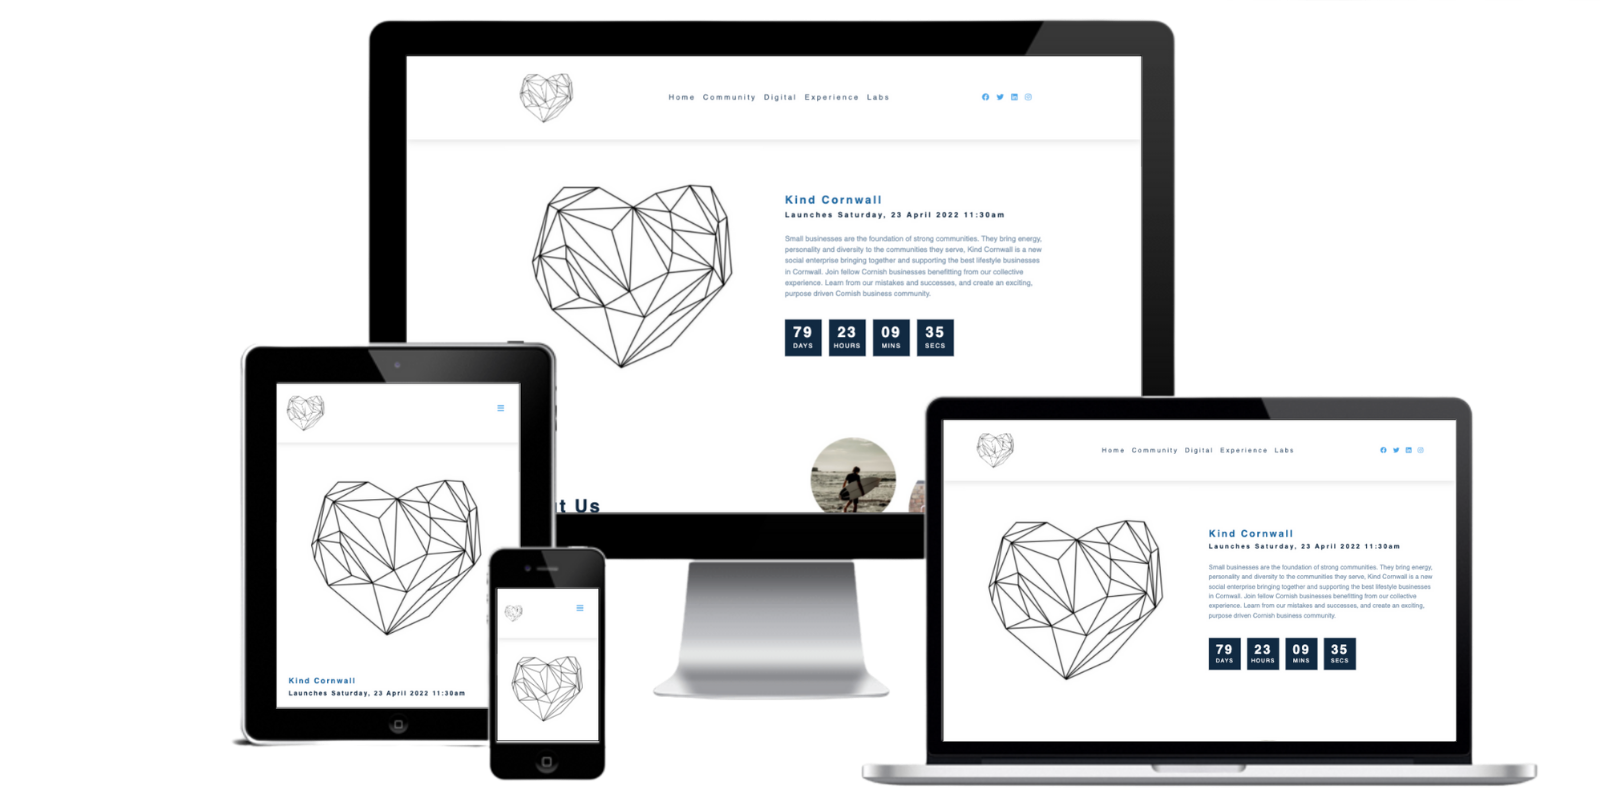 Home Community Digital Experience Labs
Kind Cornwall
Launches Saturday, 23 April 2022 11:30am
Small businesses are the foundation of strong communities. They bring energy,
personality and diversity to the communities they serve, Kind Cornwall is a new
social enterprise bringing together and supporting the best lifestyle businesses
in Cornwall. Join fellow Cornish businesses benefitting from our collective
experience. Learn from our mistakes and successes, and create an exciting,
purpose driven Cornish business community.
79 23 09 35
DAYS HOURS MINS SECS
t Us
Kind Cornwall
Launches Saturday, 23 April 2022 11:30am
Home Community Digital Experience Labs
Kind Cornwall
Launches Saturday, 23 April 2022 11:30am
Small businesses are the foundation of strong communities. They bring energy,
personality and diversity to the communities they serve, Kind Cornwall is a new
social enterprise bringing together and supporting the best lifestyle businesses
in Cornwall. Join fellow Cornish businesses benefitting from our collective
experience. Learn from our mistakes and successes, and create an exciting,
purpose driven Cornish business community.
79 23 09 35
DAYS HOURS MINS SECS